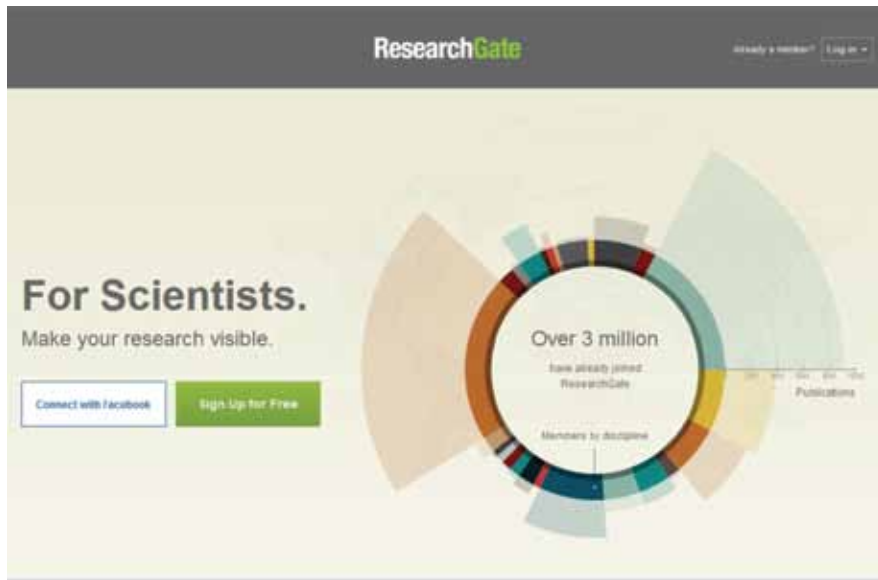 ResearchGate
Already a member? Log in
For Scientists.
Make your research visible.
Connect with Facebook
Sign Up for Free
Over 3 million
have already joined
ResearchGate
Members by discipline
Publications